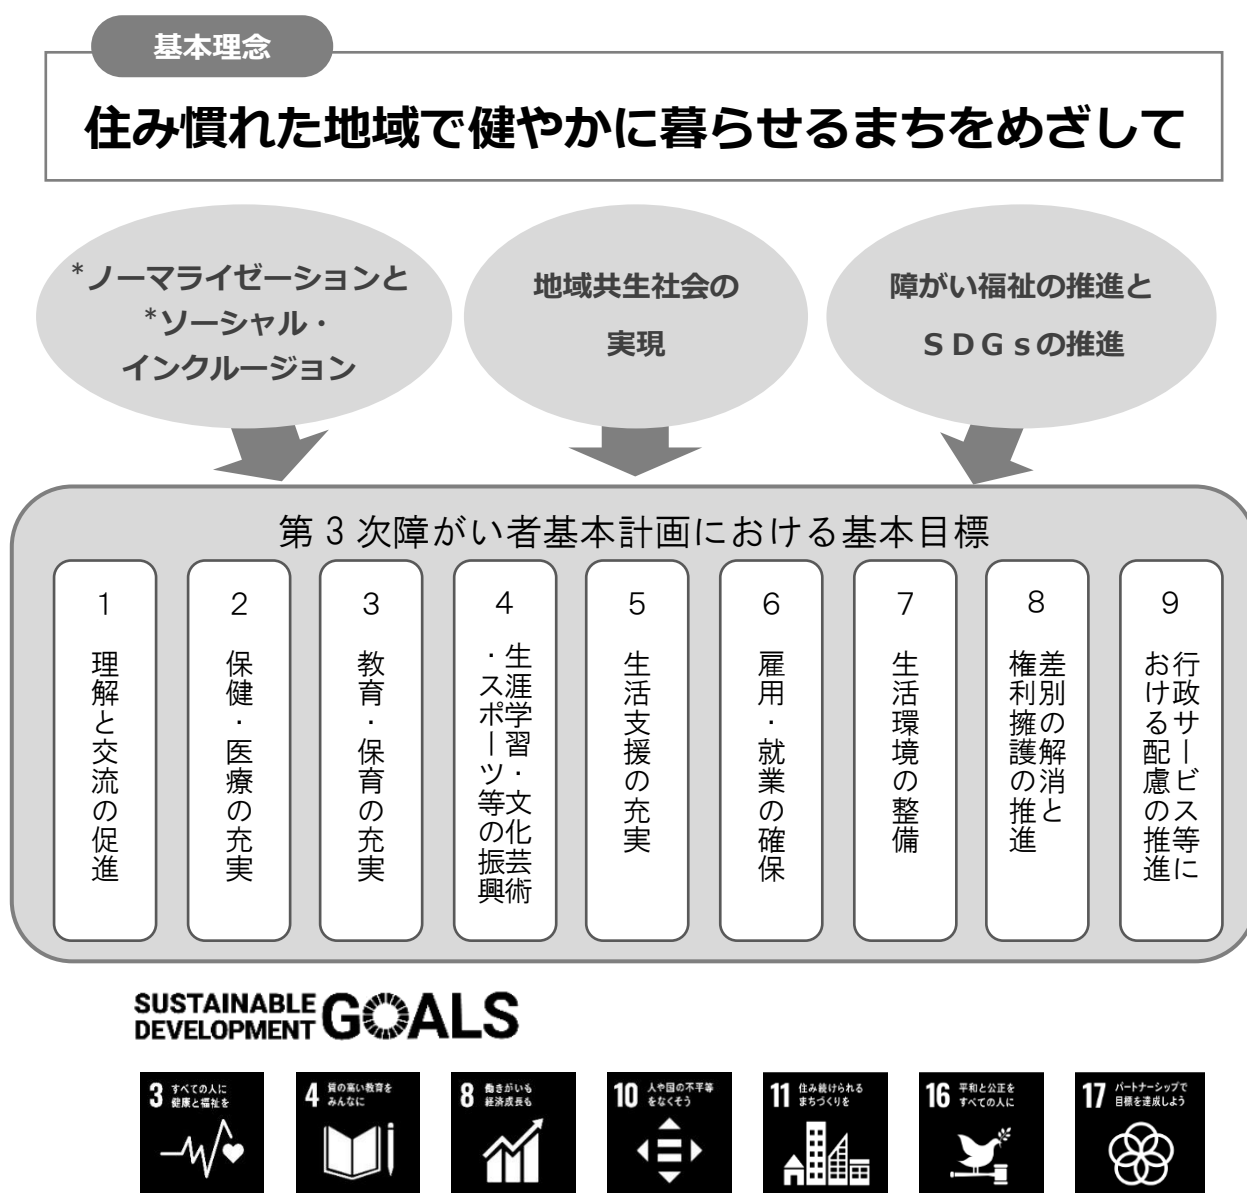 基本理念
住み慣れた地域で健やかに暮らせるまちをめざして
*ノーマライゼーションと
*ソーシャル・
インクルージョン
地域共生社会の
実現
障がい福祉の推進と
ＳＤＧｓの推進
第３次障がい者基本計画における基本目標
1
理解と交流の促進
2
保健・医療の充実
3
教育・保育の充実
4
生涯学習・文化芸術
・スポーツ等の振興
5
生活支援の充実
6
雇用・就業の確保
7
生活環境の整備
8
差別の解消と
権利擁護の推進
9
行政サービス等に
おける配慮の推進
SUSTAINABLE
DEVELOPMENT GOALS
3 すべての人に
健康と福祉を
4 質の高い教育を
みんなに
8 働きがいも
経済成長も
10 人や国の不平等
をなくそう
11 住み続けられる
まちづくりを
16 平和と公正を
すべての人に
17 パートナーシップで
目標を達成しよう